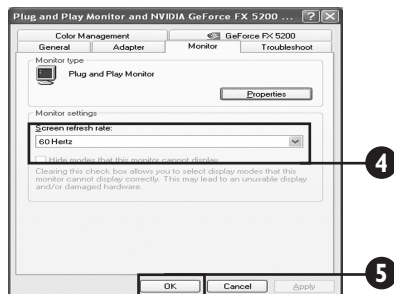 Plug and Play Monitor and NVIDIA GeForce FX 5200 ...
Color Management
GeForce FX 5200
General
Adapter
Monitor
Troubleshoot
Monitor type
Plug and Play Monitor
Properties
Monitor settings
Screen refresh rate:
60 Hertz
Hide modes that this monitor cannot display
Clearing this check box allows you to select display modes that this
monitor cannot display correctly. This may lead to an unusable display
and/or damaged hardware.
4
OK
Cancel
Apply
5